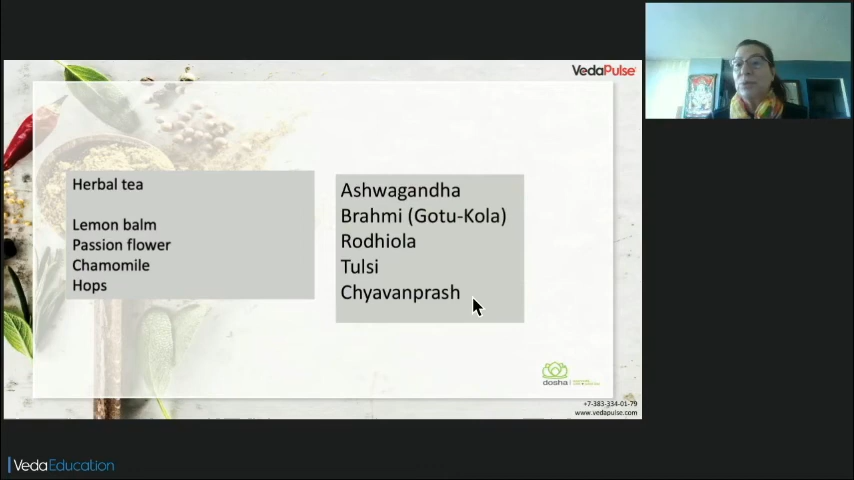 VedaPulse
Herbal tea
Lemon balm
Passion flower
Chamomile
Hops
Ashwagandha
Brahmi (Gotu-Kola)
Rodhiola
Tulsi
Chyavanprash
dosha
+7-383-334-01-79
www.vedapulse.com
VedaEducation